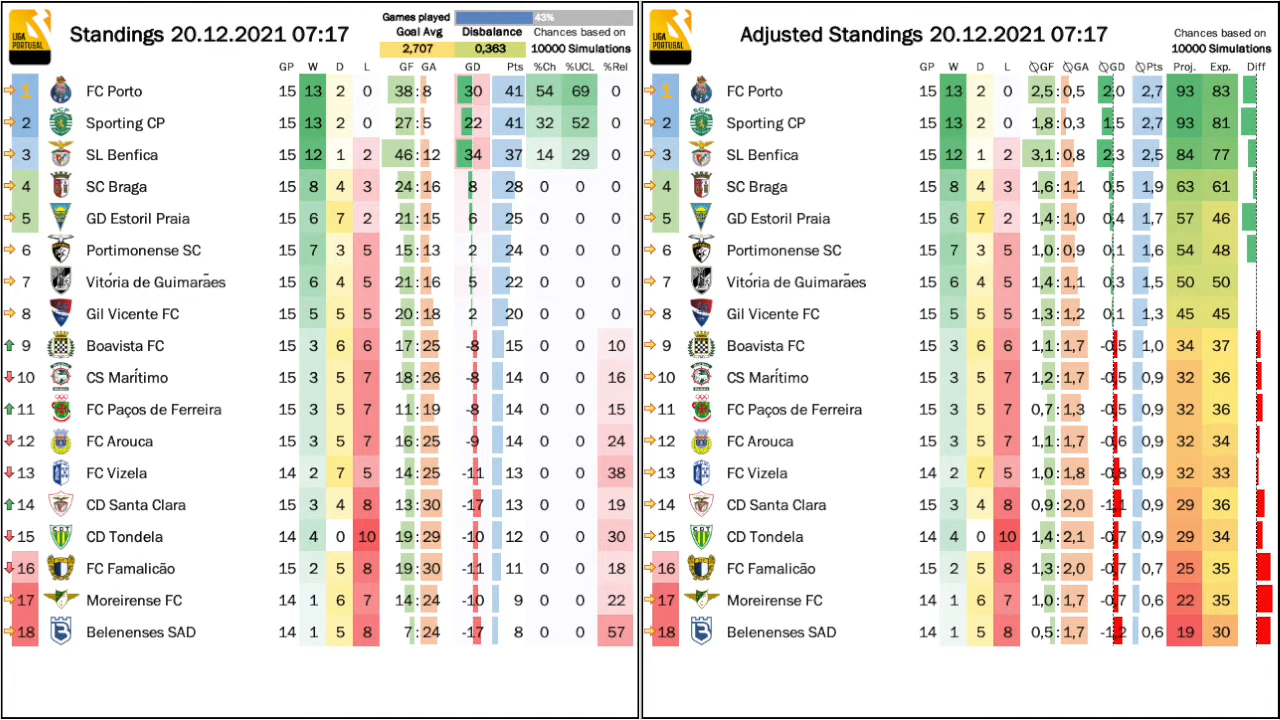 LIGA PORTUGAL
Standings 20.12.2021 07:17
Games played 43%
Goal Avg Disbalance Chances based on
2,707 0,363 10000 Simulations
GP W D L GF GA GD Pts %Ch %UCL %Rel
1 FC Porto 15 13 2 0 38:8 30 41 54 69 0
2 Sporting CP 15 13 2 0 27:5 22 41 32 52 0
3 SL Benfica 15 12 1 2 46:12 34 37 14 29 0
4 SC Braga 15 8 4 3 24:16 8 28 0 0 0
5 GD Estoril Praia 15 6 7 2 21:15 6 25 0 0 0
6 Portimonense SC 15 7 3 5 15:13 2 24 0 0 0
7 Vitória de Guimarães 15 6 4 5 21:16 5 22 0 0 0
8 Gil Vicente FC 15 5 5 5 20:18 2 20 0 0 0
9 Boavista FC 15 3 6 6 17:25 -8 15 0 0 10
10 CS Marítimo 15 3 5 7 18:26 -8 14 0 0 16
11 FC Paços de Ferreira 15 3 5 7 11:19 -8 14 0 0 15
12 FC Arouca 15 3 5 7 16:25 -9 14 0 0 24
13 FC Vizela 14 2 7 5 14:25 -11 13 0 0 38
14 CD Santa Clara 15 3 4 8 13:30 -17 13 0 0 19
15 CD Tondela 14 4 0 10 19:29 -10 12 0 0 30
16 FC Famalicão 15 2 5 8 19:30 -11 11 0 0 18
17 Moreirense FC 14 1 6 7 14:24 -10 9 0 0 22
18 Belenenses SAD 14 1 5 8 7:24 -17 8 0 0 57
LIGA PORTUGAL
Adjusted Standings 20.12.2021 07:17
Chances based on
10000 Simulations
GP W D L ∅GF ∅GA ∅GD ∅Pts Proj. Exp. Diff
1 FC Porto 15 13 2 0 2,5:0,5 2,0 2,7 93 83
2 Sporting CP 15 13 2 0 1,8:0,3 1,5 2,7 93 81
3 SL Benfica 15 12 1 2 3,1:0,8 2,3 2,5 84 77
4 SC Braga 15 8 4 3 1,6:1,1 0,5 1,9 63 61
5 GD Estoril Praia 15 6 7 2 1,4:1,0 0,4 1,7 57 46
6 Portimonense SC 15 7 3 5 1,0:0,9 0,1 1,6 54 48
7 Vitória de Guimarães 15 6 4 5 1,4:1,1 0,3 1,5 50 50
8 Gil Vicente FC 15 5 5 5 1,3:1,2 0,1 1,3 45 45
9 Boavista FC 15 3 6 6 1,1:1,7 -0,5 1,0 34 37
10 CS Marítimo 15 3 5 7 1,2:1,7 -0,5 0,9 32 36
11 FC Paços de Ferreira 15 3 5 7 0,7:1,3 -0,5 0,9 32 36
12 FC Arouca 15 3 5 7 1,1:1,7 -0,6 0,9 32 34
13 FC Vizela 14 2 7 5 1,0:1,8 -0,8 0,9 32 33
14 CD Santa Clara 15 3 4 8 0,9:2,0 -1,1 0,9 29 36
15 CD Tondela 14 4 0 10 1,4:2,1 -0,7 0,9 29 34
16 FC Famalicão 15 2 5 8 1,3:2,0 -0,7 0,7 25 35
17 Moreirense FC 14 1 6 7 1,0:1,7 -0,7 0,6 22 35
18 Belenenses SAD 14 1 5 8 0,5:1,7 -1,2 0,6 19 30